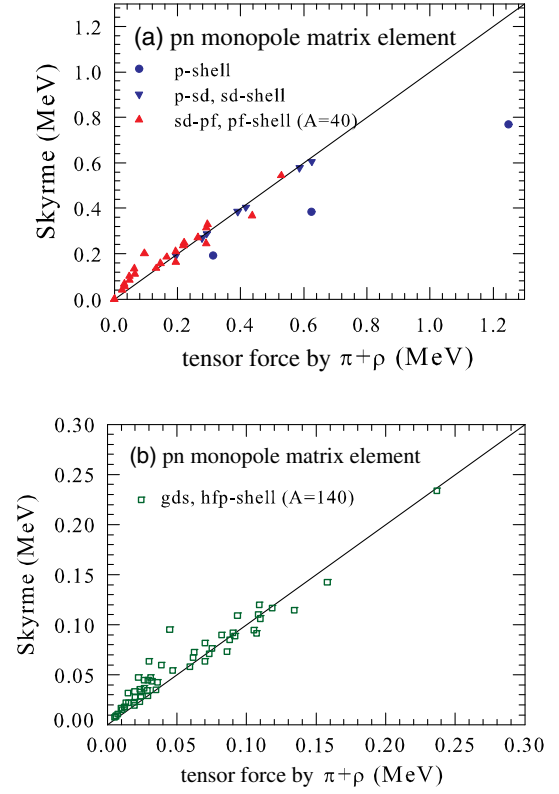 (a) pn monopole matrix element
p-shell
p-sd, sd-shell
sd-pf, pf-shell (A=40)
Skyrme (MeV)
1.2
1.0
0.8
0.6
0.4
0.2
0.0
0.0 0.2 0.4 0.6 0.8 1.0 1.2
tensor force by π+ρ (MeV)
(b) pn monopole matrix element
gds, hfp-shell (A=140)
Skyrme (MeV)
0.30
0.25
0.20
0.15
0.10
0.05
0.00
0.00 0.05 0.10 0.15 0.20 0.25 0.30
tensor force by π+ρ (MeV)